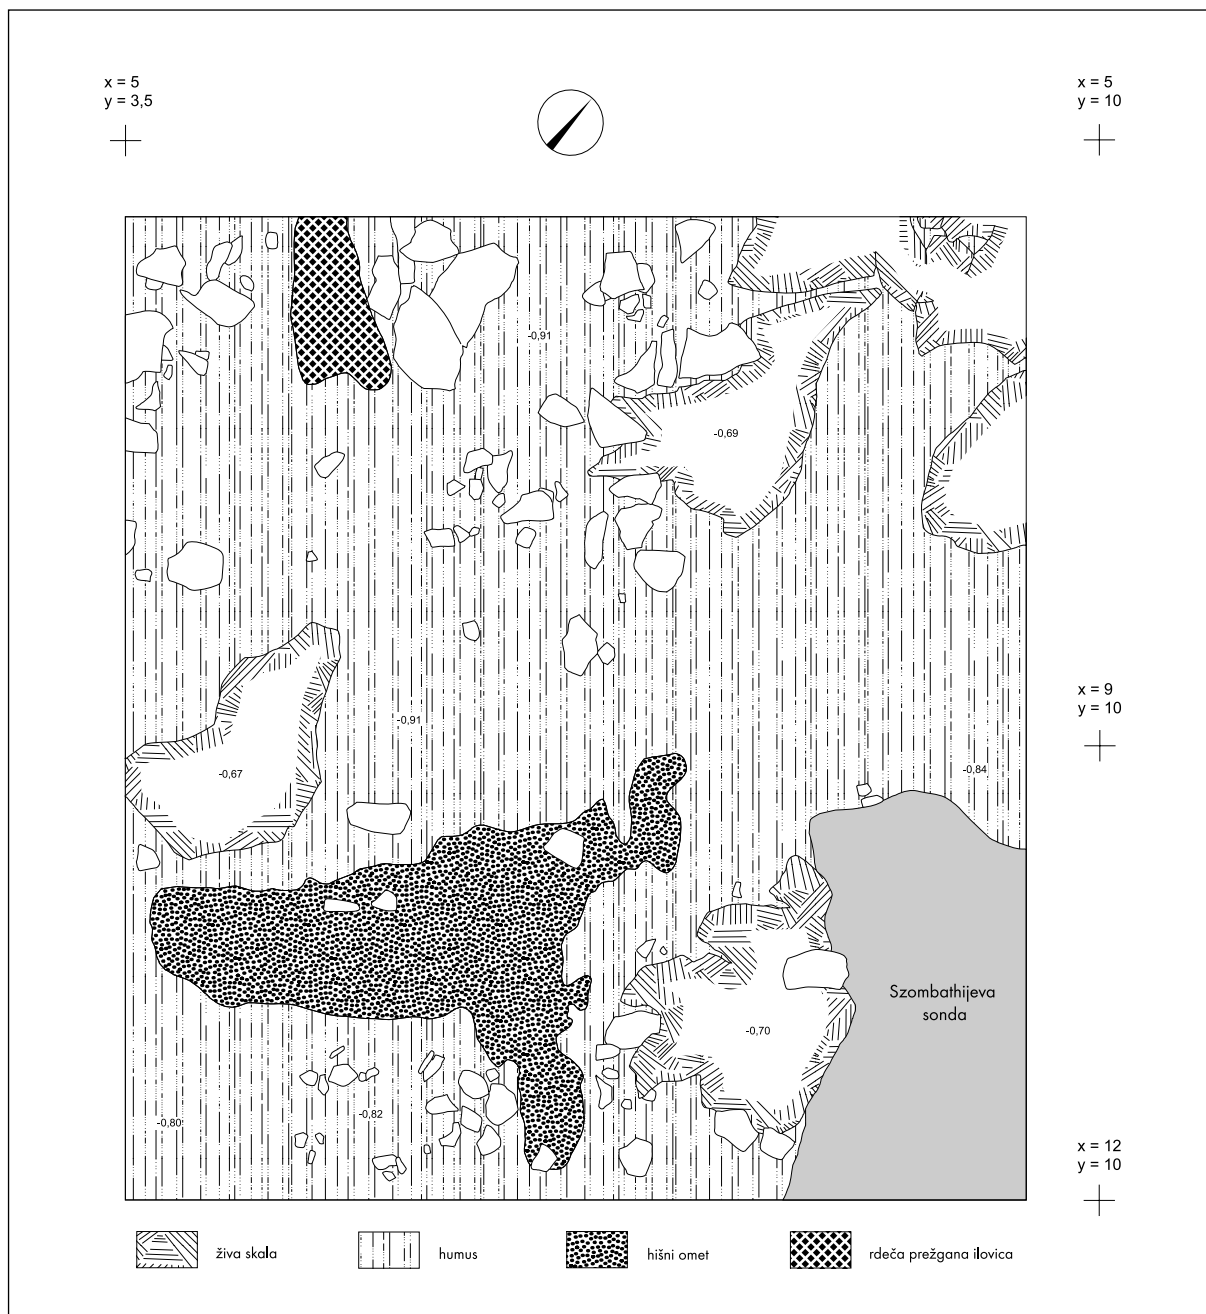 x = 5
y = 3,5
x = 5
y = 10
-0,91
-0,69
x = 9
y = 10
-0,91
-0,84
-0,67
Szombathijeva
sonda
-0,70
-0,82
-0,80
x = 12
y = 10
živa skala
humus
hišni omet
rdeča prežgana ilovica